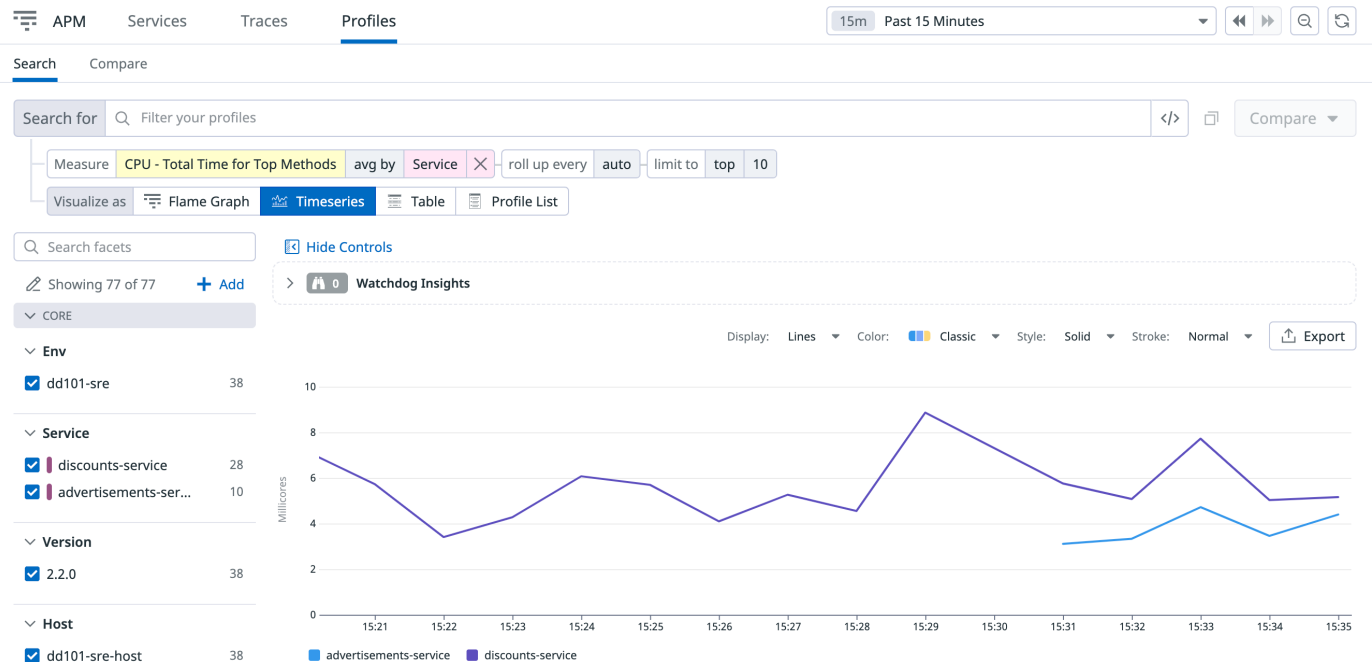 APM Services Traces Profiles 15m Past 15 Minutes
Search Compare
Search for Filter your profiles </> Compare
Measure CPU - Total Time for Top Methods avg by Service roll up every auto limit to top 10
Visualize as Flame Graph Timeseries Table Profile List
Search facets
Hide Controls
Showing 77 of 77 Add
0 Watchdog Insights
CORE
Display: Lines Color: Classic Style: Solid Stroke: Normal Export
Env
dd101-sre 38
Service
discounts-service 28
advertisements-ser... 10
Version
2.2.0 38
Host
dd101-sre-host 38
Millicores
10
8
6
4
2
0
15:21 15:22 15:23 15:24 15:25 15:26 15:27 15:28 15:29 15:30 15:31 15:32 15:33 15:34 15:35
advertisements-service discounts-service